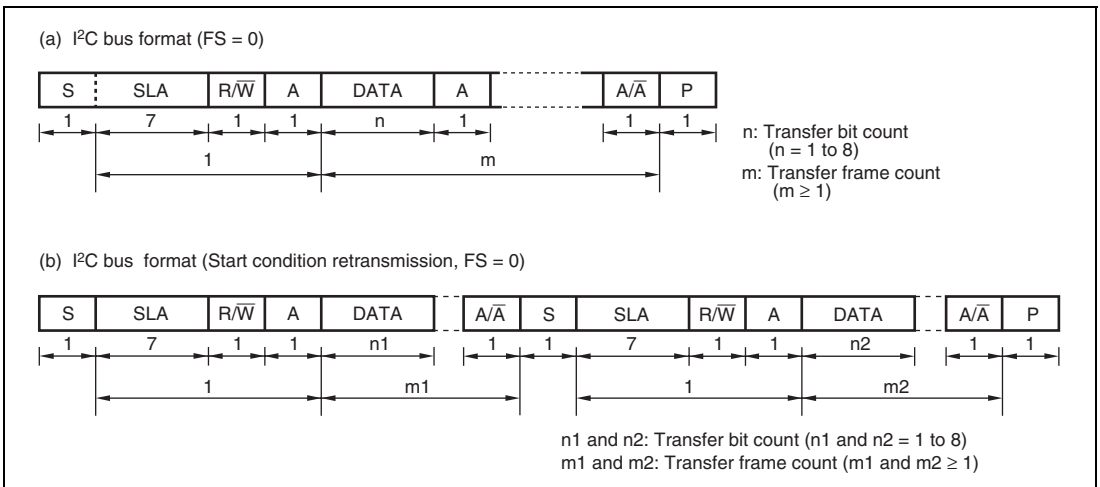 (a) I²C bus format (FS = 0)
S SLA R/W̅ A DATA A A/A̅ P
1 7 1 1 n 1 1 1
1 m
n: Transfer bit count
(n = 1 to 8)
m: Transfer frame count
(m ≥ 1)
(b) I²C bus format (Start condition retransmission, FS = 0)
S SLA R/W̅ A DATA A/A̅ S SLA R/W̅ A DATA A/A̅ P
1 7 1 1 n1 1 1 7 1 1 n2 1 1
1 m1 1 m2
n1 and n2: Transfer bit count (n1 and n2 = 1 to 8)
m1 and m2: Transfer frame count (m1 and m2 ≥ 1)